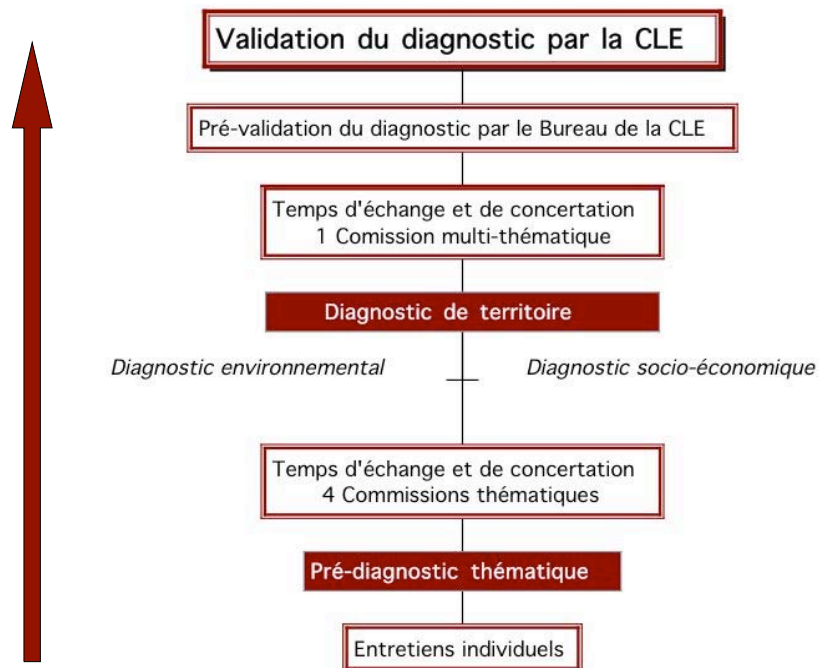 Validation du diagnostic par la CLE
Pré-validation du diagnostic par le Bureau de la CLE
Temps d'échange et de concertation
1 Comission multi-thématique
Diagnostic de territoire
Diagnostic environnemental
Diagnostic socio-économique
Temps d'échange et de concertation
4 Commissions thématiques
Pré-diagnostic thématique
Entretiens individuels